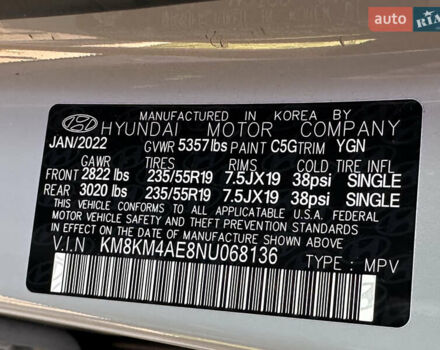 auto RIA
MANUFACTURED IN KOREA BY
HYUNDAI MOTOR COMPANY
JAN/2022 GVWR 5357lbs PAINT C5G TRIM YGN
GAWR TIRES RIMS COLD TIRE INFL
FRONT 2822 lbs 235/55R19 7.5JX19 38psi SINGLE
REAR 3020 lbs 235/55R19 7.5JX19 38psi SINGLE
THIS VEHICLE CONFORMS TO ALL APPLICABLE U.S.A. FEDERAL
MOTOR VEHICLE SAFETY AND THEFT PREVENTION STANDARDS
IN EFFECT ON THE DATE OF MANUFACTURE SHOWN ABOVE.
V.I.N KM8KM4AE8NU068136 TYPE : MPV